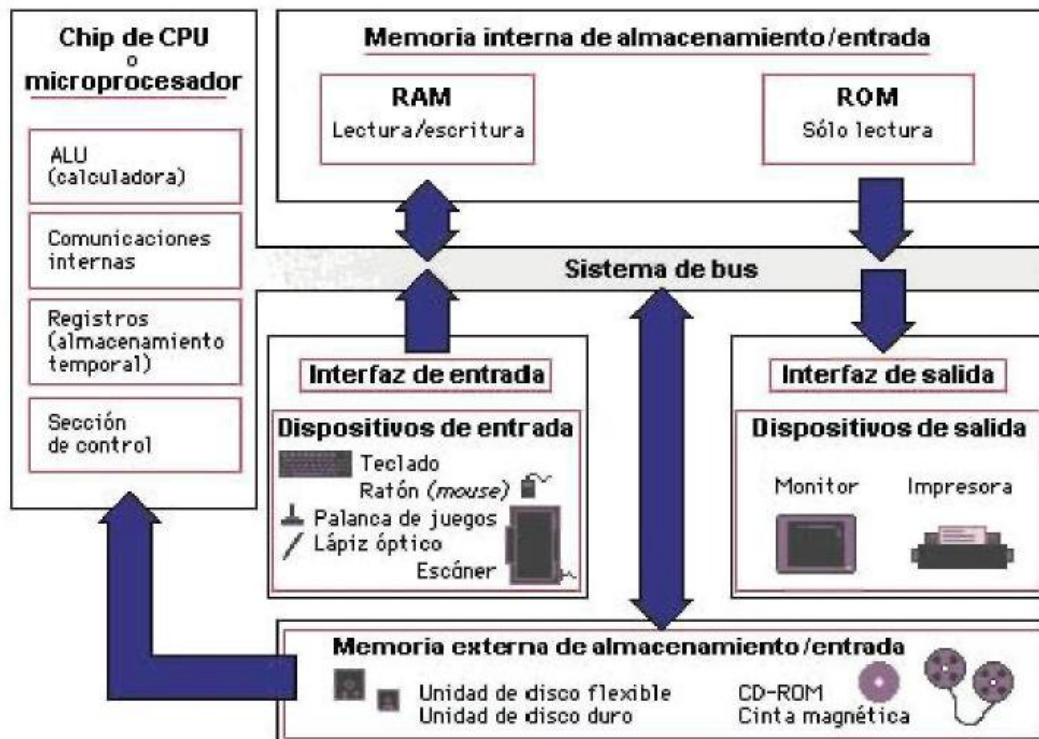 Chip de CPU
o
microprocesador
ALU
(calculadora)
Comunicaciones
internas
Registros
(almacenamiento
temporal)
Sección
de control
Memoria interna de almacenamiento/entrada
RAM
Lectura/escritura
ROM
Sólo lectura
Sistema de bus
Interfaz de entrada
Dispositivos de entrada
Teclado
Ratón (mouse)
Palanca de juegos
Lápiz óptico
Escáner
Interfaz de salida
Dispositivos de salida
Monitor
Impresora
Memoria externa de almacenamiento/entrada
Unidad de disco flexible
Unidad de disco duro
CD-ROM
Cinta magnética